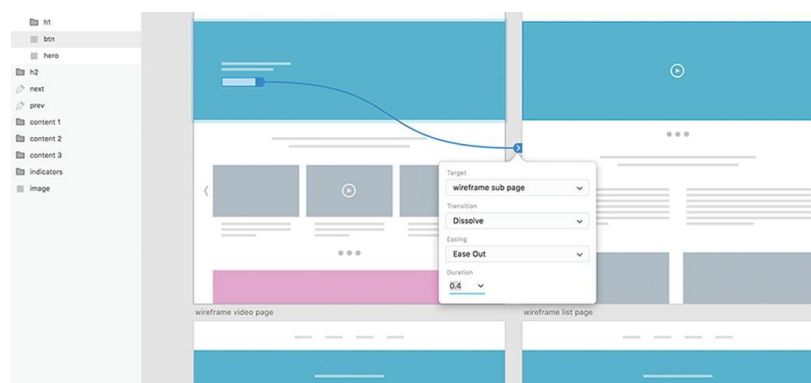 h1
btn
hero
h2
next
prev
content 1
content 2
content 3
indicators
image
Target
wireframe sub page
Transition
Dissolve
Easing
Ease Out
Duration
0.4
wireframe video page
wireframe list page